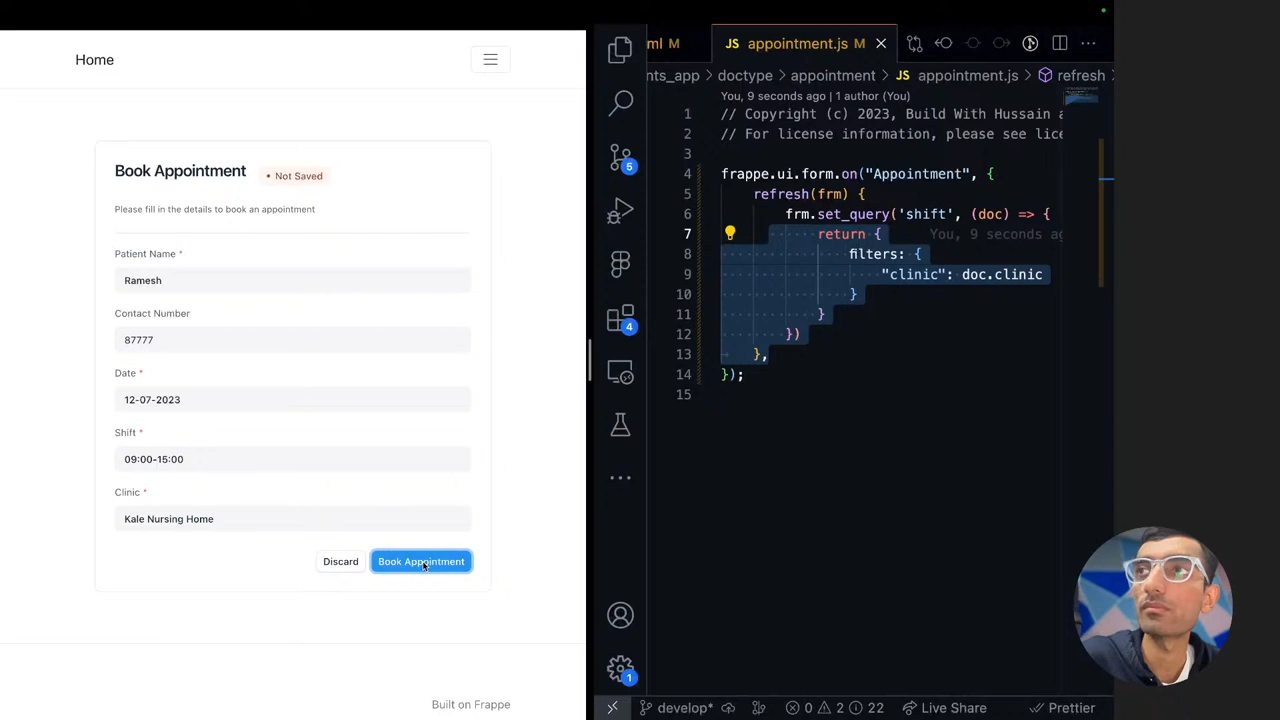 Home
Book Appointment
• Not Saved
Please fill in the details to book an appointment
Patient Name *
Ramesh
Contact Number
87777
Date *
12-07-2023
Shift *
09:00-15:00
Clinic *
Kale Nursing Home
Discard
Book Appointment
Built on Frappe
5
4
1
ml M
JS appointment.js M
nts_app > doctype > appointment > JS appointment.js > refresh
You, 9 seconds ago | 1 author (You)
1 // Copyright (c) 2023, Build With Hussain a
2 // For license information, please see lice
3
4 frappe.ui.form.on("Appointment", {
5 refresh(frm) {
6 frm.set_query('shift', (doc) => {
7 return { You, 9 seconds ag
8 filters: {
9 "clinic": doc.clinic
10 }
11 }
12 })
13 },
14 });
15
develop* 0 2 22 Live Share Prettier